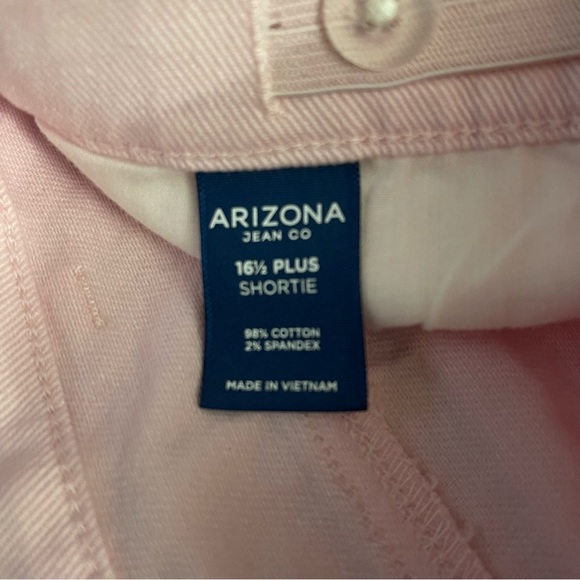 ARIZONA
JEAN CO
16½ PLUS
SHORTIE
98% COTTON
2% SPANDEX
MADE IN VIETNAM